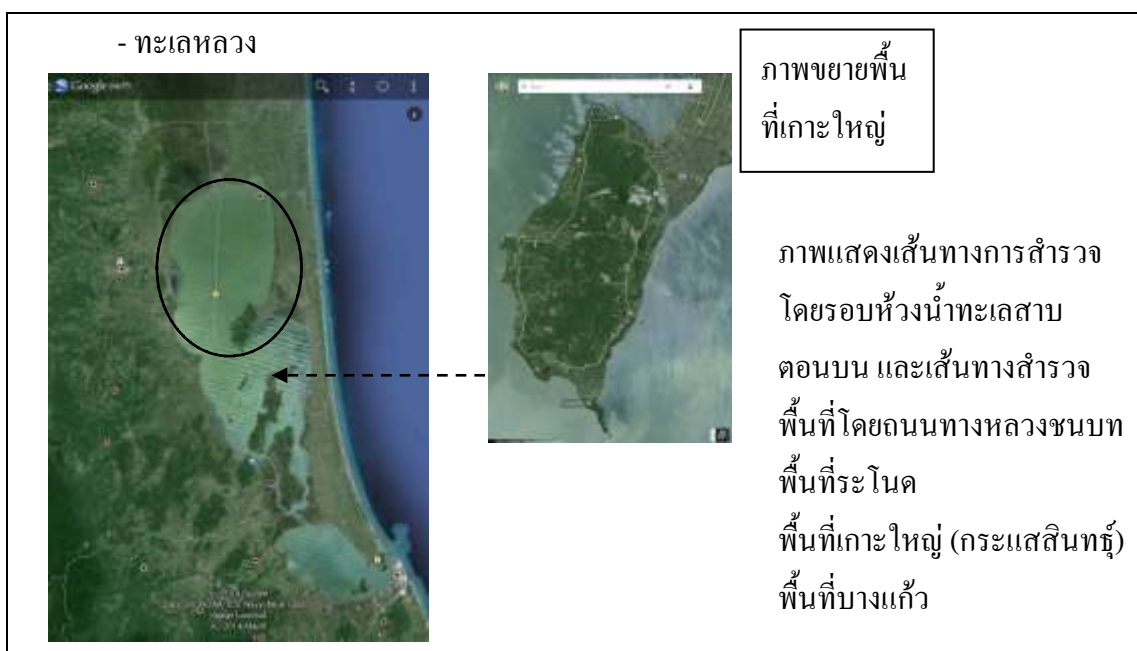 - ทะเลหลวง
Google earth
ภาพขยายพื้น
ที่เกาะใหญ่
ภาพแสดงเส้นทางการสำรวจ
โดยรอบห้วงน้ำทะเลสาบ
ตอนบน และเส้นทางสำรวจ
พื้นที่โดยถนนทางหลวงชนบท
พื้นที่ระโนด
พื้นที่เกาะใหญ่ (กระแสสินทธุ์)
พื้นที่บางแก้ว